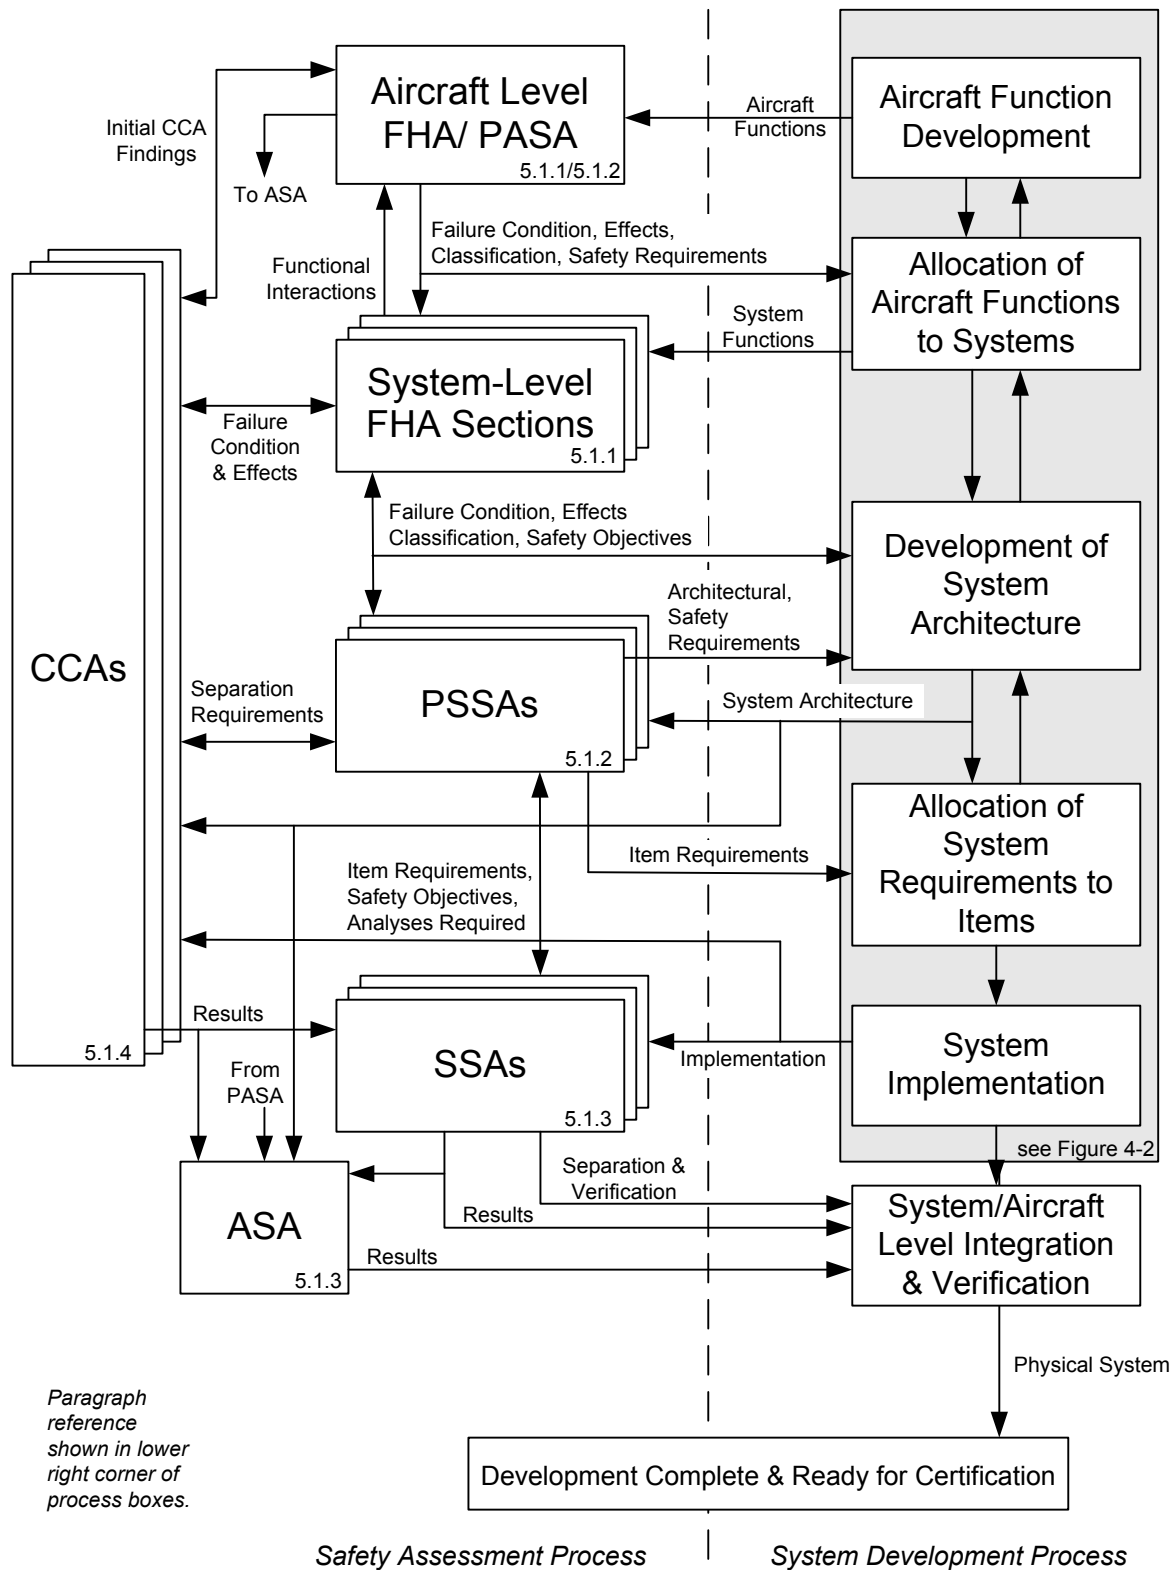 Aircraft Level
FHA/ PASA
5.1.1/5.1.2
Aircraft
Functions
Aircraft Function
Development
Initial CCA
Findings
To ASA
Failure Condition, Effects,
Classification, Safety Requirements
Functional
Interactions
System
Functions
Allocation of
Aircraft Functions
to Systems
System-Level
FHA Sections
5.1.1
Failure
Condition
& Effects
Failure Condition, Effects
Classification, Safety Objectives
Development of
System
Architecture
Architectural,
Safety
Requirements
CCAs
5.1.4
Separation
Requirements
PSSAs
5.1.2
System Architecture
Allocation of
System
Requirements to
Items
Item Requirements
Item Requirements,
Safety Objectives,
Analyses Required
Results
SSAs
5.1.3
Implementation
System
Implementation
see Figure 4-2
From
PASA
Separation &
Verification
Results
ASA
5.1.3
Results
System/Aircraft
Level Integration
& Verification
Physical System
Paragraph
reference
shown in lower
right corner of
process boxes.
Development Complete & Ready for Certification
Safety Assessment Process
System Development Process